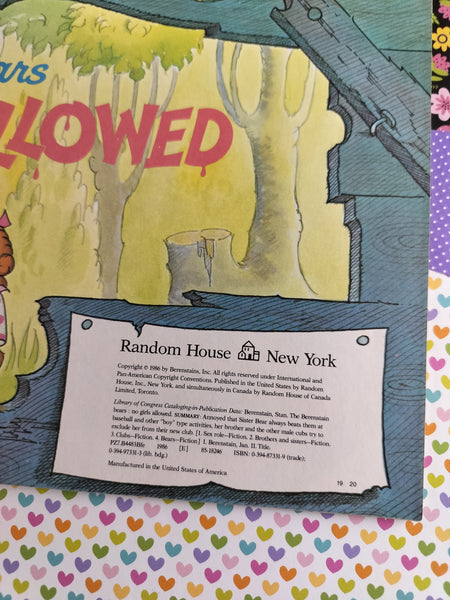 ars
LLOWED
Random House New York
Copyright © 1986 by Berenstains, Inc. All rights reserved under International and
Pan-American Copyright Conventions. Published in the United States by Random
House, Inc., New York, and simultaneously in Canada by Random House of Canada
Limited, Toronto.
Library of Congress Cataloging-in-Publication Data: Berenstain, Stan. The Berenstain
bears : no girls allowed. SUMMARY: Annoyed that Sister Bear always beats them at
baseball and other "boy" type activities, her brother and the other male cubs try to
exclude her from their new club. [1. Sex role—Fiction. 2. Brothers and sisters—Fiction.
3. Clubs—Fiction. 4. Bears—Fiction] I. Berenstain, Jan. II. Title.
PZ7.B4483Bfe 1986 [E] 85-18246 ISBN: 0-394-87331-9 (trade);
0-394-97331-3 (lib. bdg.)
Manufactured in the United States of America
19 20